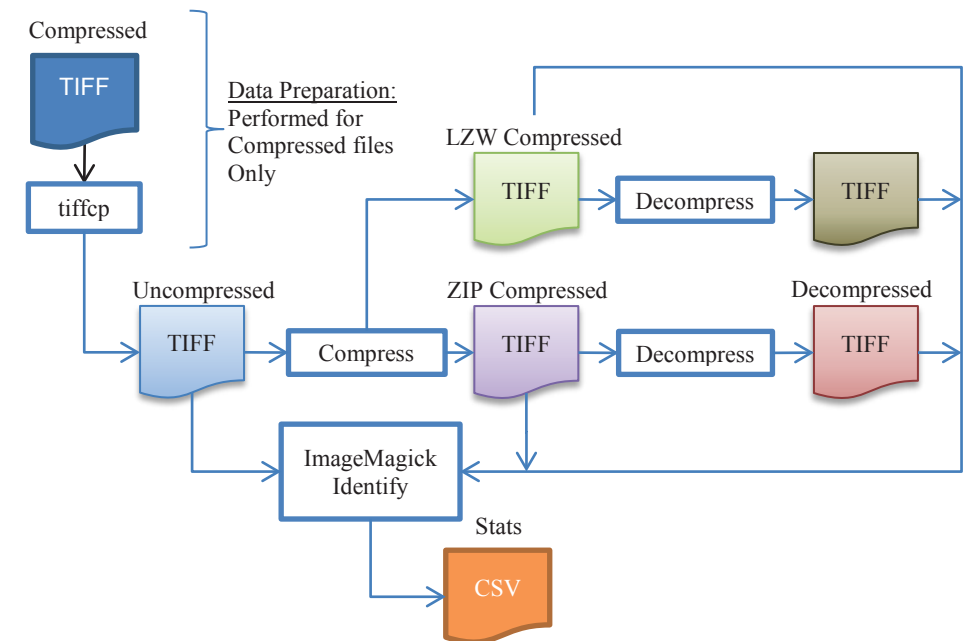 Compressed
TIFF
tiffcp
Data Preparation:
Performed for
Compressed files
Only
LZW Compressed
TIFF
Decompress
TIFF
Uncompressed
TIFF
Compress
ZIP Compressed
TIFF
Decompress
Decompressed
TIFF
ImageMagick
Identify
Stats
CSV